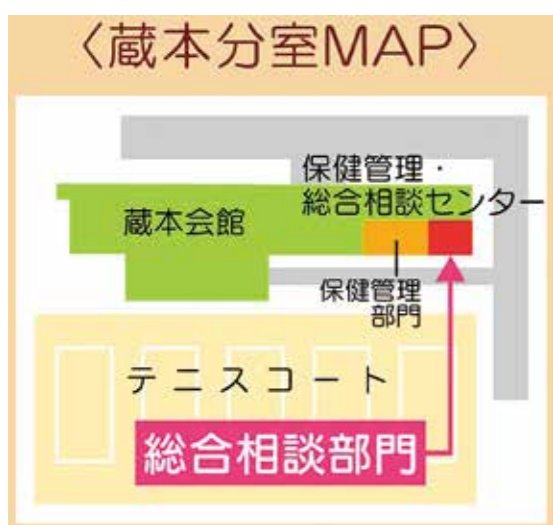 〈蔵本分室MAP〉
保健管理・
総合相談センター
蔵本会館
保健管理
部門
テニスコート
総合相談部門